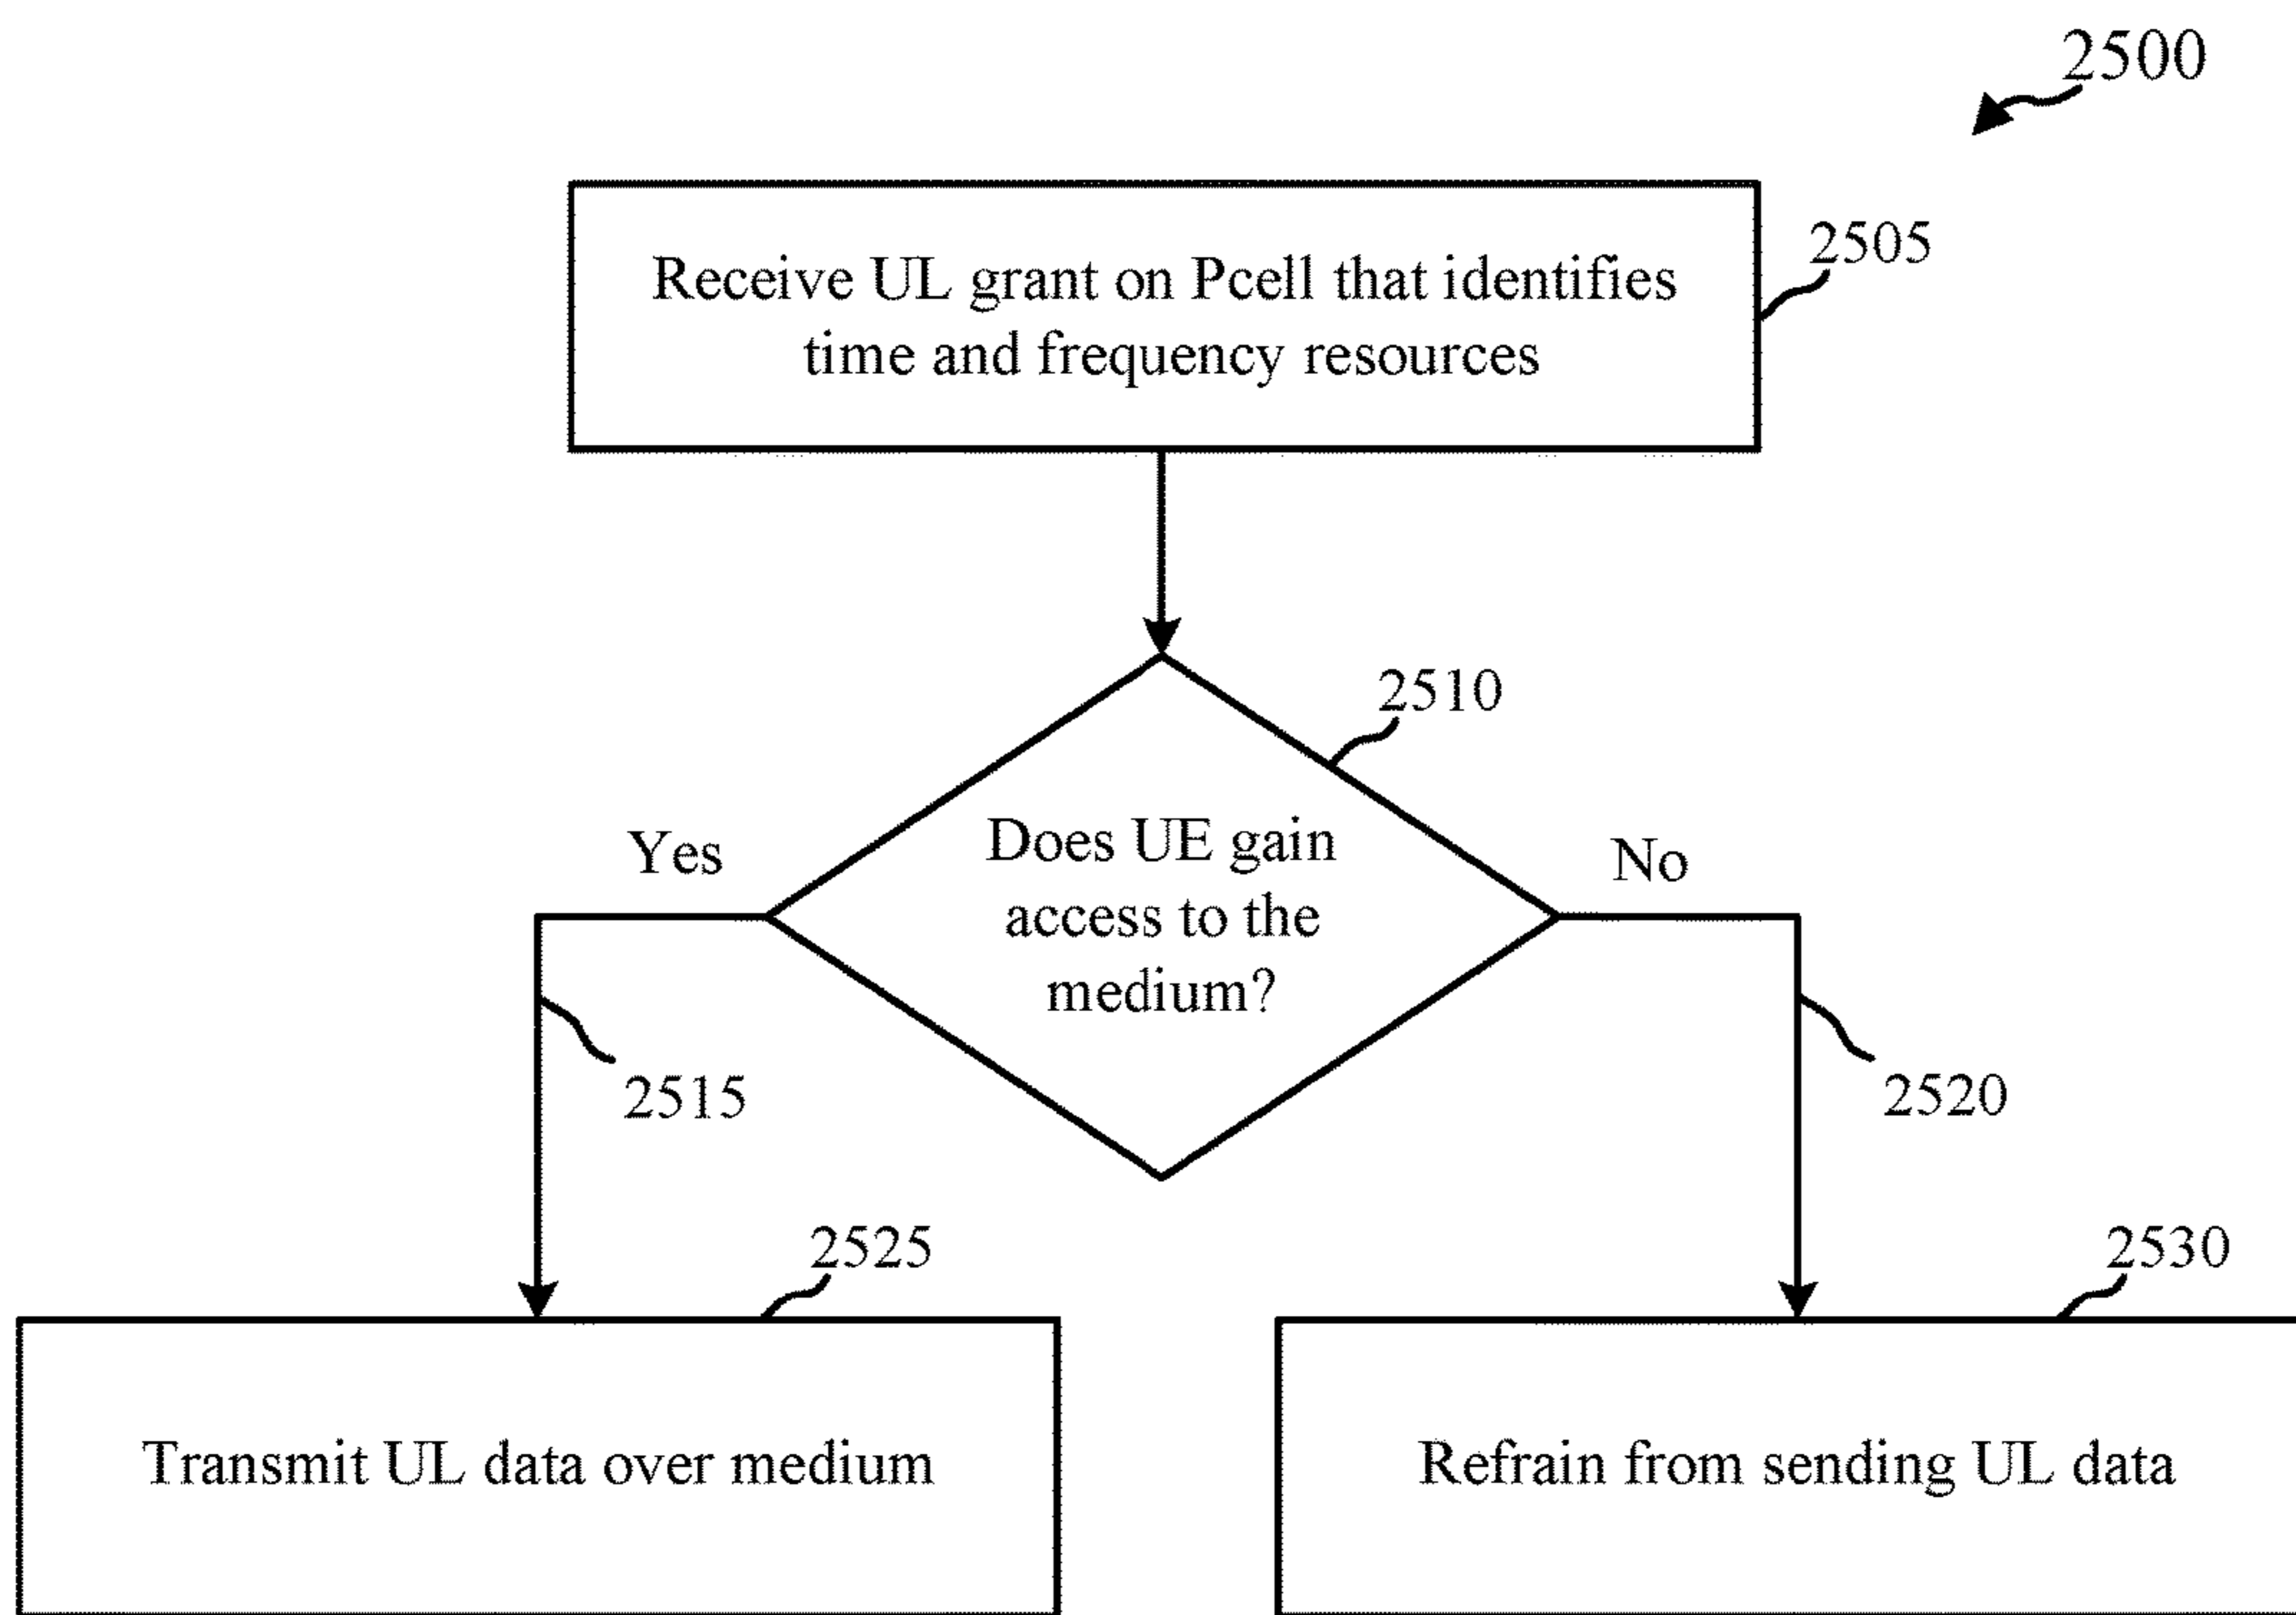 2500
Receive UL grant on Pcell that identifies
time and frequency resources
2505
2510
Does UE gain
access to the
medium?
Yes
No
2515
2520
2525
2530
Transmit UL data over medium
Refrain from sending UL data